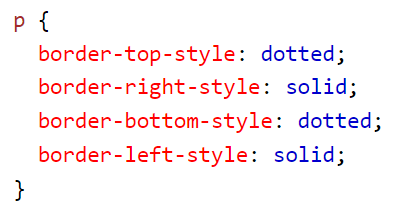 p {
  border-top-style: dotted;
  border-right-style: solid;
  border-bottom-style: dotted;
  border-left-style: solid;
}